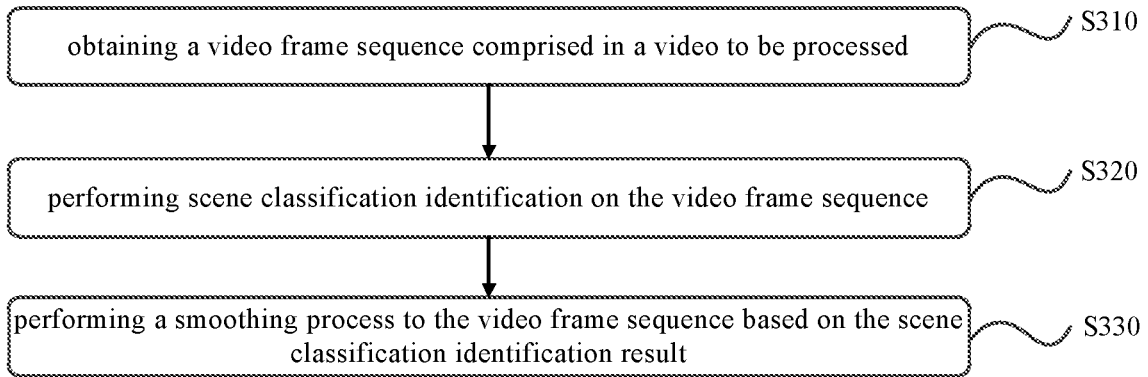 obtaining a video frame sequence comprised in a video to be processed
S310
performing scene classification identification on the video frame sequence
S320
performing a smoothing process to the video frame sequence based on the scene
classification identification result
S330